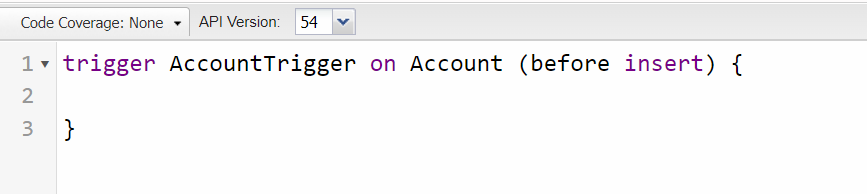 Code Coverage: None API Version: 54
1 trigger AccountTrigger on Account (before insert) {
2
3 }